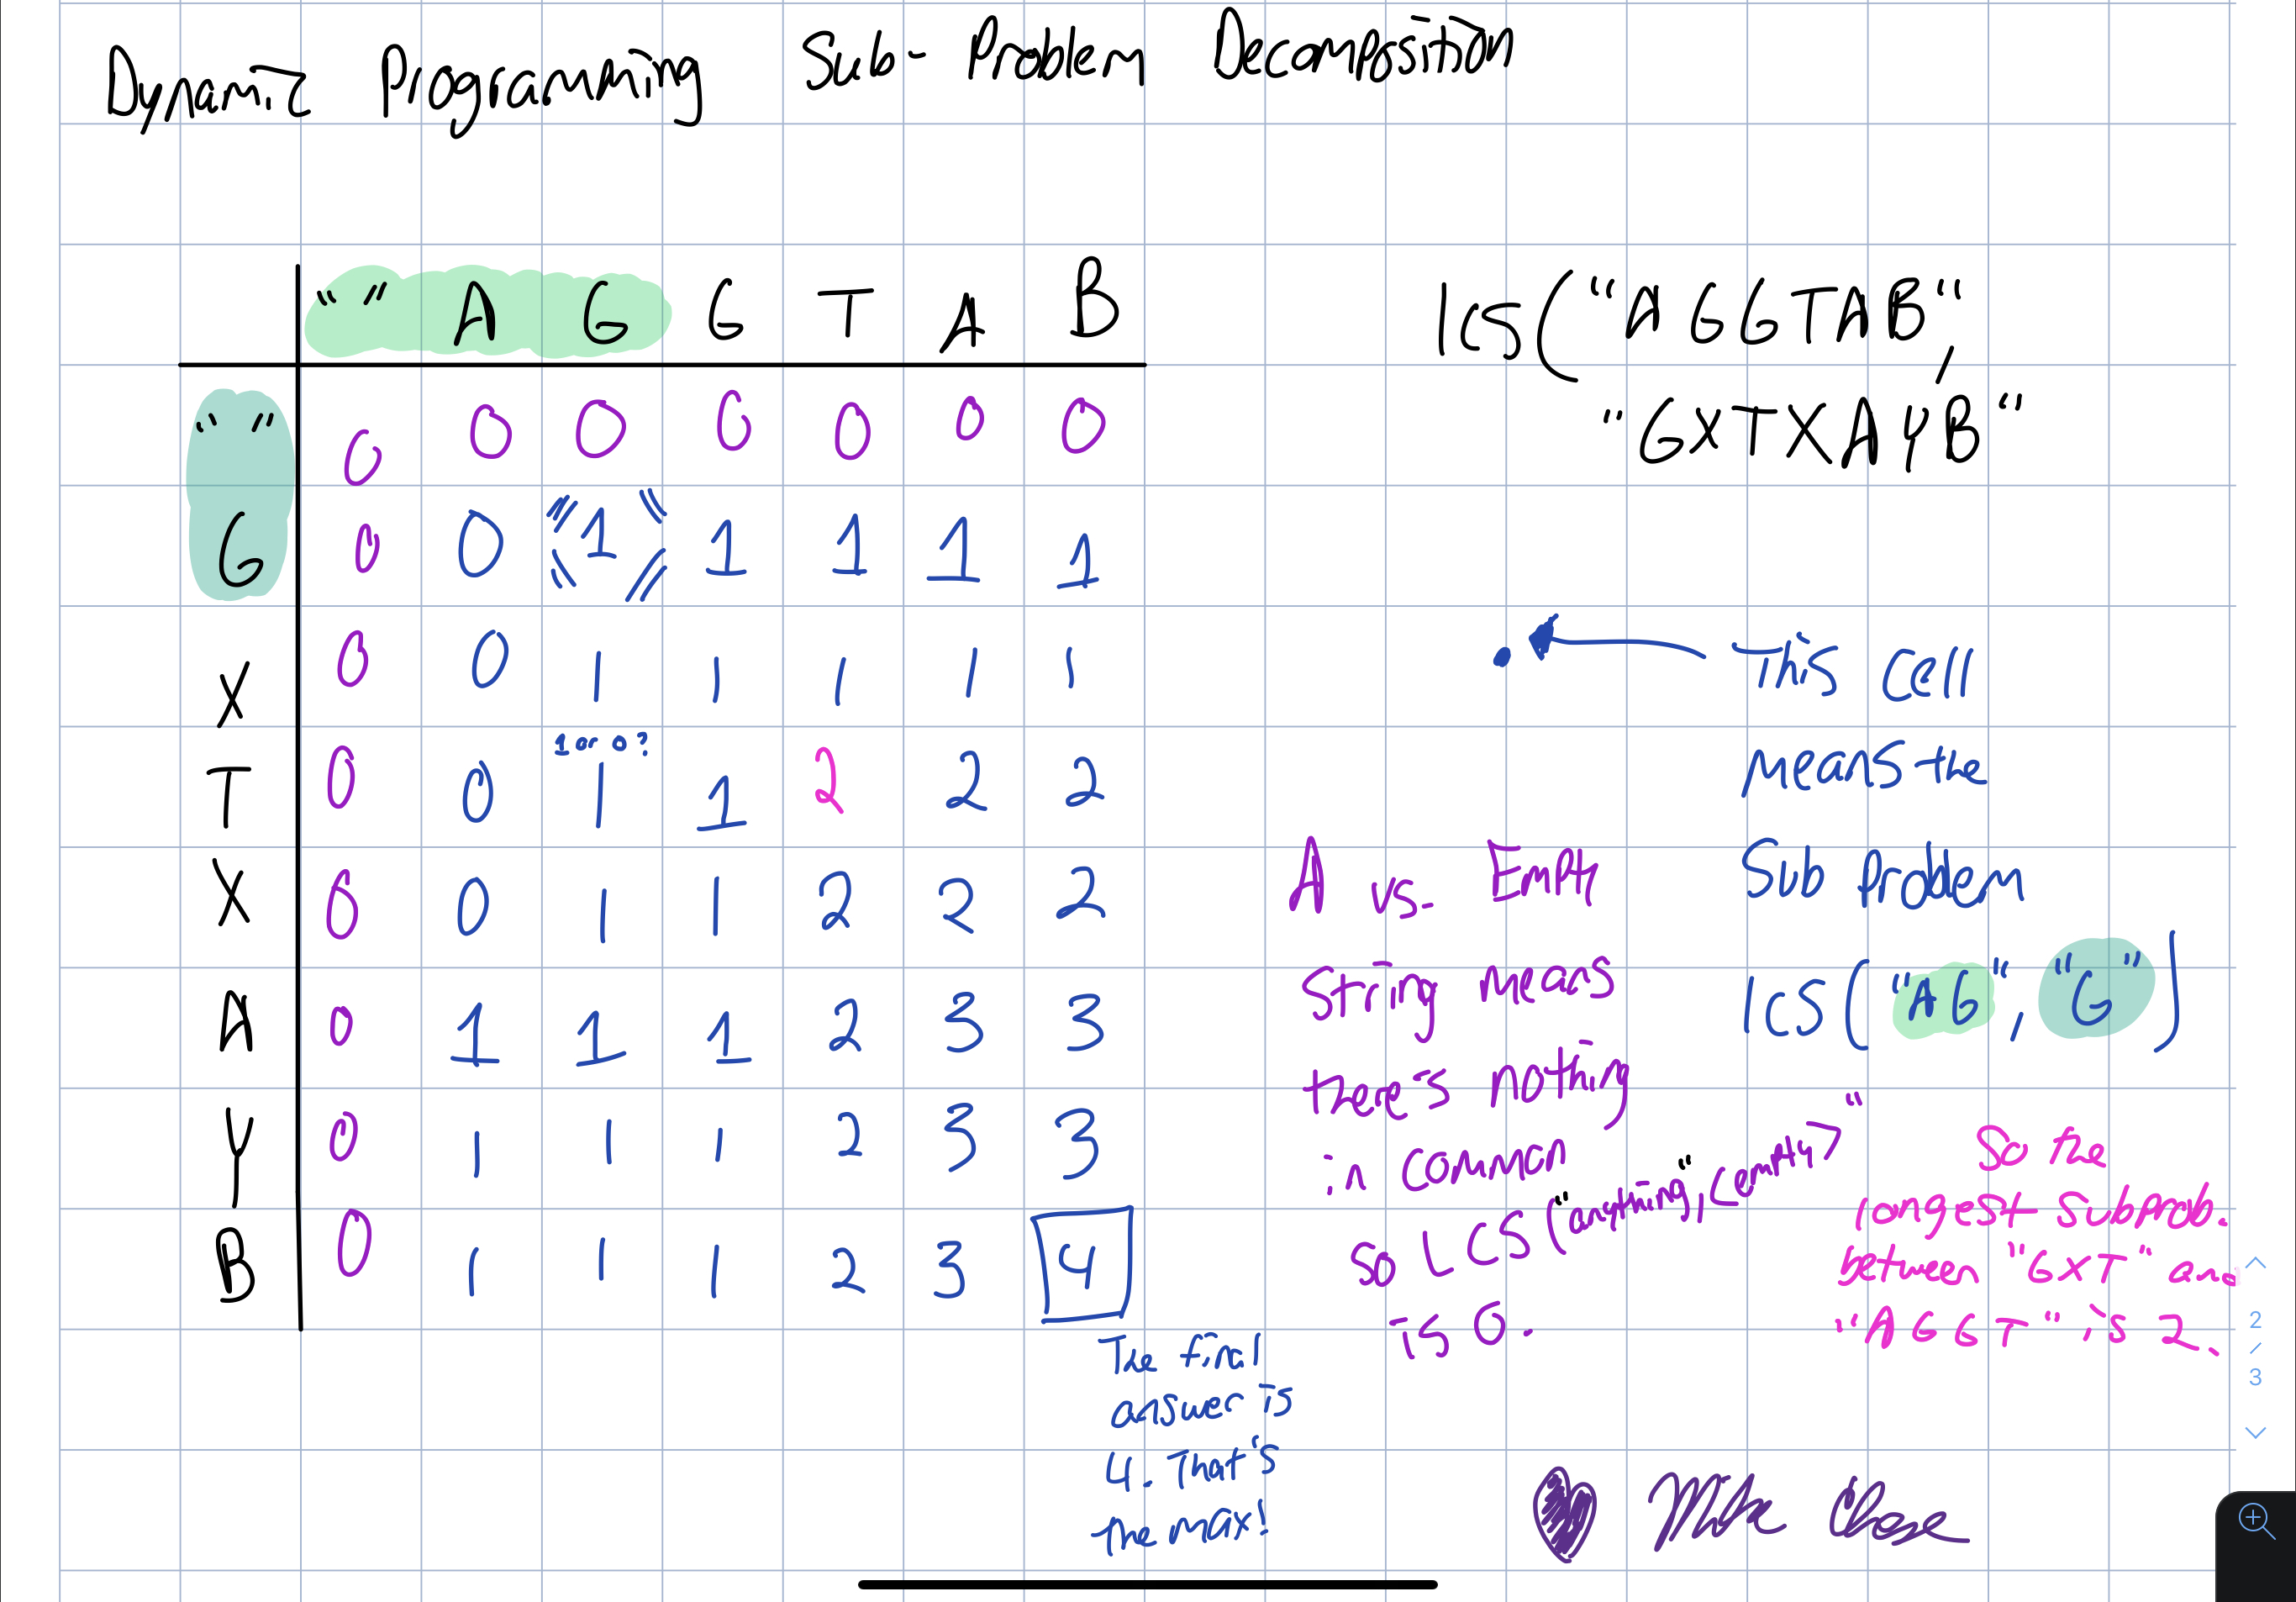 Dynamic Programming Sub-Problem Decomposition
" " A G G T A B
" " 0 0 0 0 0 0 0
G 0 0 1 1 1 1 1
X 0 0 1 1 1 1 1
1 or 0?
T 0 0 1 1 2 2 2
X 0 0 1 1 2 2 2
A 0 1 1 1 2 3 3
Y 0 1 1 1 2 3 3
B 0 1 1 1 2 3 4
The final
answer is
4. That's
the max!
lcs("AGGTAB",
"GXTXAYB"
This cell
means the
Sub problem
lcs("AG", "G")
A vs.
String means
there's nothing
in common
so LCS("anything", (empty)"
is 0.
So the
longest subprob.
between "GXT" and
"AGGT" is 2.
Mike
2
/
3